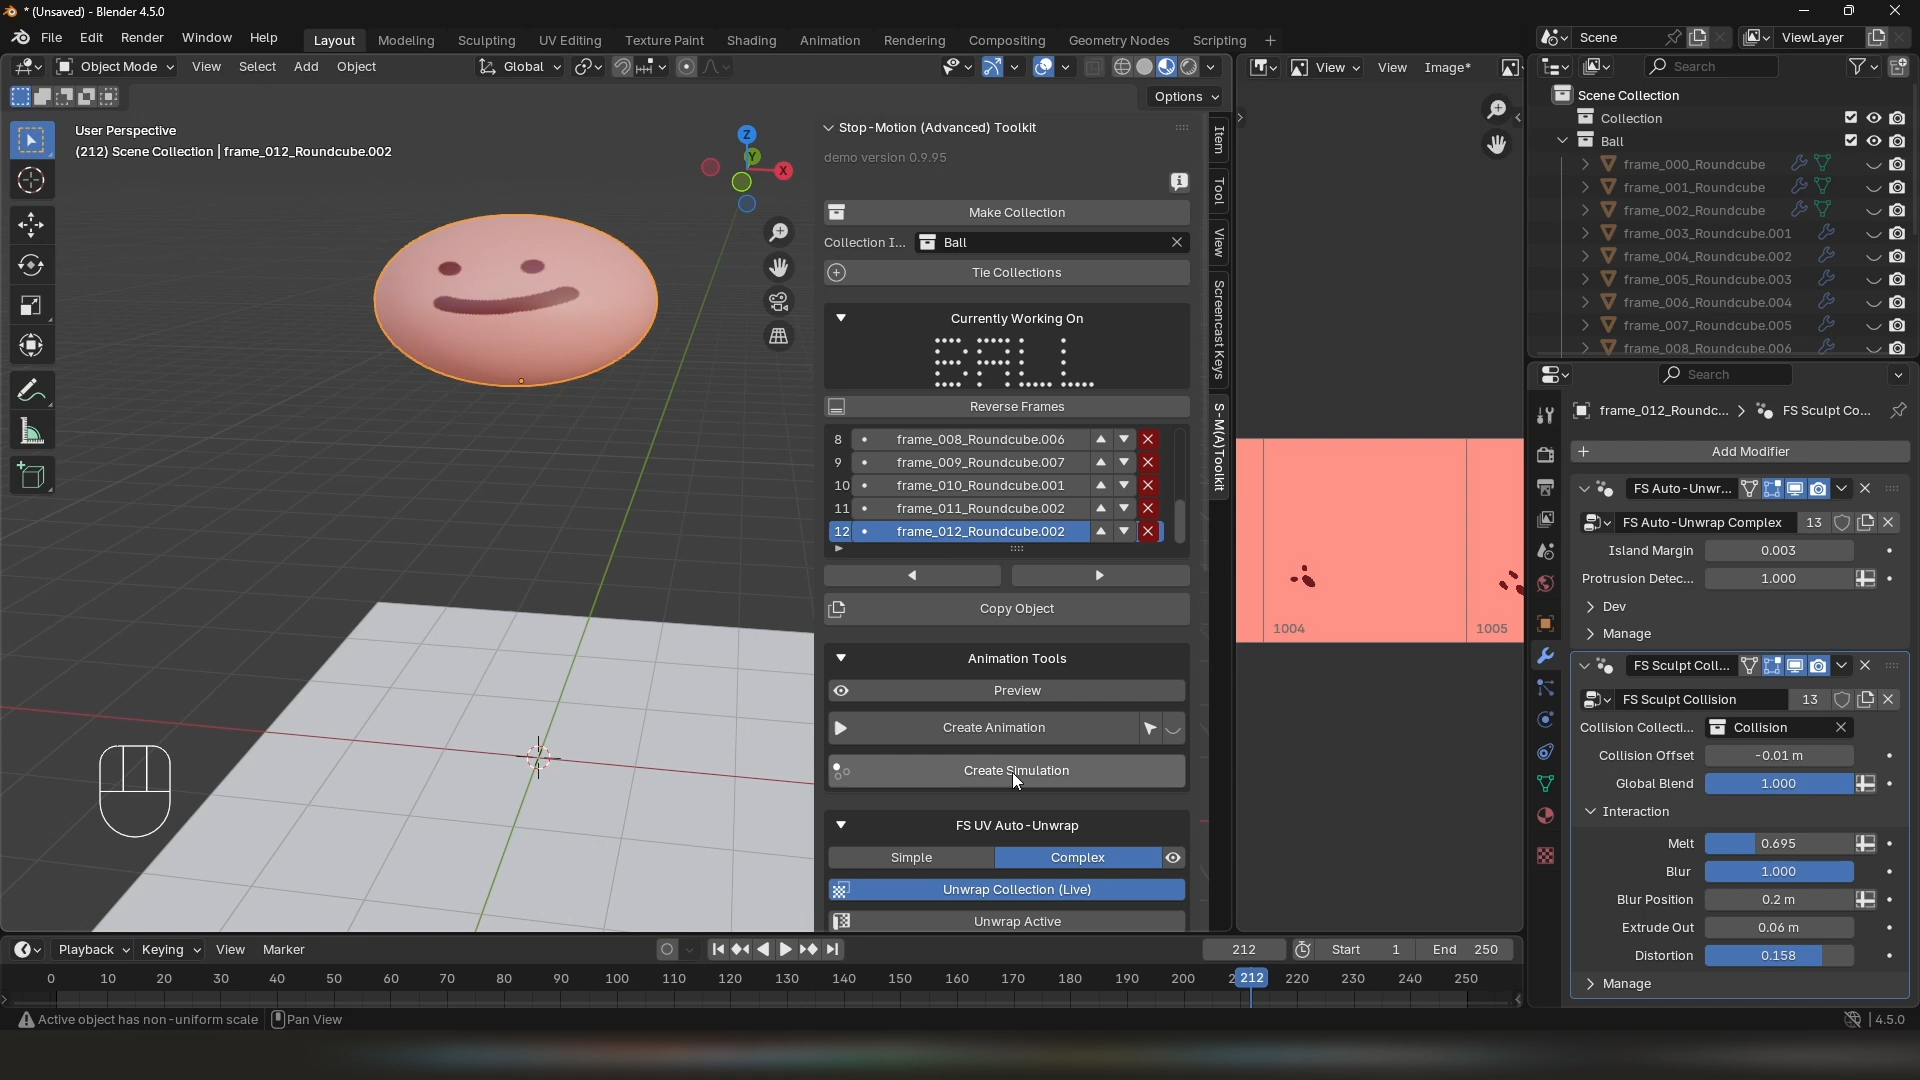 * (Unsaved) - Blender 4.5.0
File Edit Render Window Help
Layout Modeling Sculpting UV Editing Texture Paint Shading Animation Rendering Compositing Geometry Nodes Scripting +
Scene
ViewLayer
Object Mode View Select Add Object
Global
Options
User Perspective
(212) Scene Collection | frame_012_Roundcube.002
Z
Y
X
Stop-Motion (Advanced) Toolkit
demo version 0.9.95
Make Collection
Collection I... Ball
Tie Collections
Currently Working On
BALL
Reverse Frames
8 frame_008_Roundcube.006
9 frame_009_Roundcube.007
10 frame_010_Roundcube.001
11 frame_011_Roundcube.002
12 frame_012_Roundcube.002
Copy Object
Animation Tools
Preview
Create Animation
Create Simulation
FS UV Auto-Unwrap
Simple Complex
Unwrap Collection (Live)
Unwrap Active
Item
Tool
View
Screencast Keys
S-M(A)Toolkit
View View Image*
1004
1005
Search
Scene Collection
Collection
Ball
frame_000_Roundcube
frame_001_Roundcube
frame_002_Roundcube
frame_003_Roundcube.001
frame_004_Roundcube.002
frame_005_Roundcube.003
frame_006_Roundcube.004
frame_007_Roundcube.005
frame_008_Roundcube.006
Search
frame_012_Roundc... FS Sculpt Co...
Add Modifier
FS Auto-Unwr...
FS Auto-Unwrap Complex 13
Island Margin 0.003
Protrusion Detec... 1.000
Dev
Manage
FS Sculpt Coll...
FS Sculpt Collision 13
Collision Collecti... Collision
Collision Offset -0.01 m
Global Blend 1.000
Interaction
Melt 0.695
Blur 1.000
Blur Position 0.2 m
Extrude Out 0.06 m
Distortion 0.158
Manage
Playback Keying View Marker
212
Start 1
End 250
0 10 20 30 40 50 60 70 80 90 100 110 120 130 140 150 160 170 180 190 200 212 220 230 240 250
Active object has non-uniform scale
Pan View
4.5.0